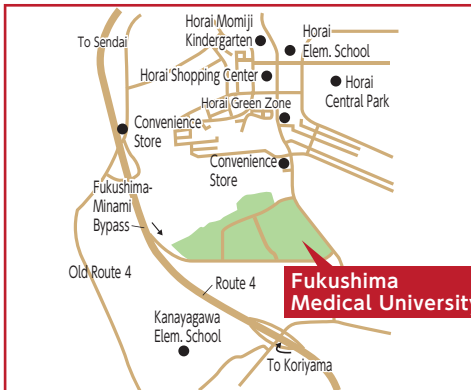 To Sendai
Horai Momiji
Kindergarten
Horai
Elem. School
Horai Shopping Center
Horai
Central Park
Horai Green Zone
Convenience
Store
Convenience
Store
Fukushima-
Minami
Bypass
Old Route 4
Route 4
Fukushima
Medical University
Kanayagawa
Elem. School
To Koriyama